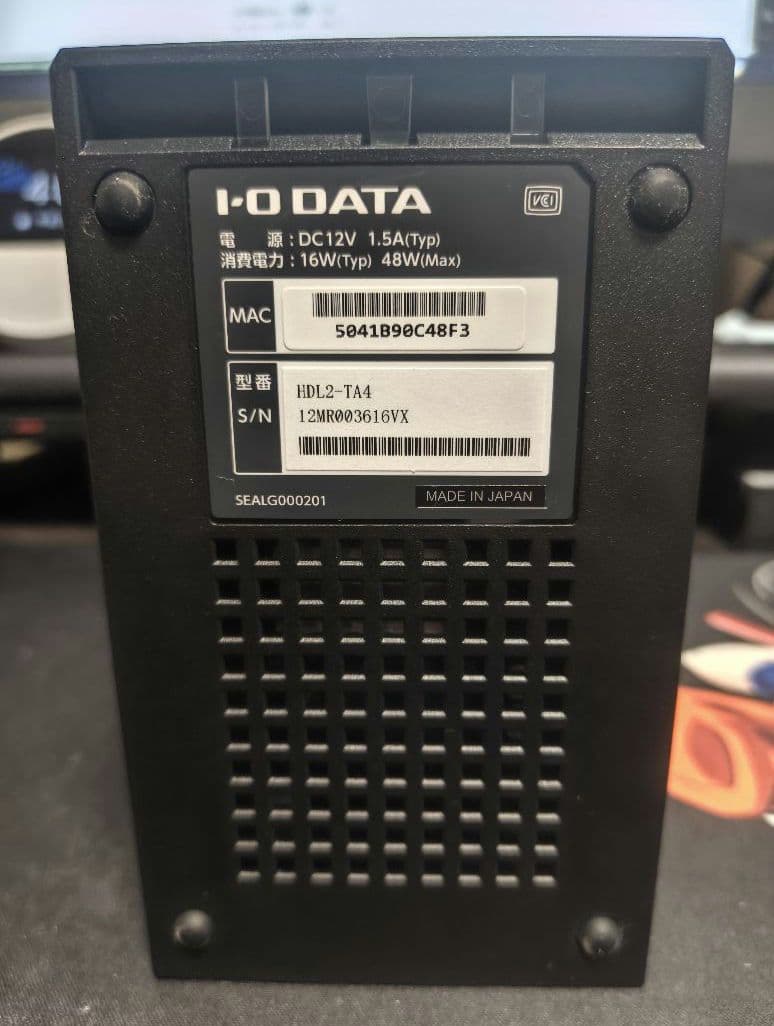 I-O DATA
VCCI
電　源：DC12V 1.5A(Typ)
消費電力：16W(Typ) 48W(Max)
MAC
5041B90C48F3
型番
HDL2-TA4
S/N
12MR003616VX
SEALG000201
MADE IN JAPAN